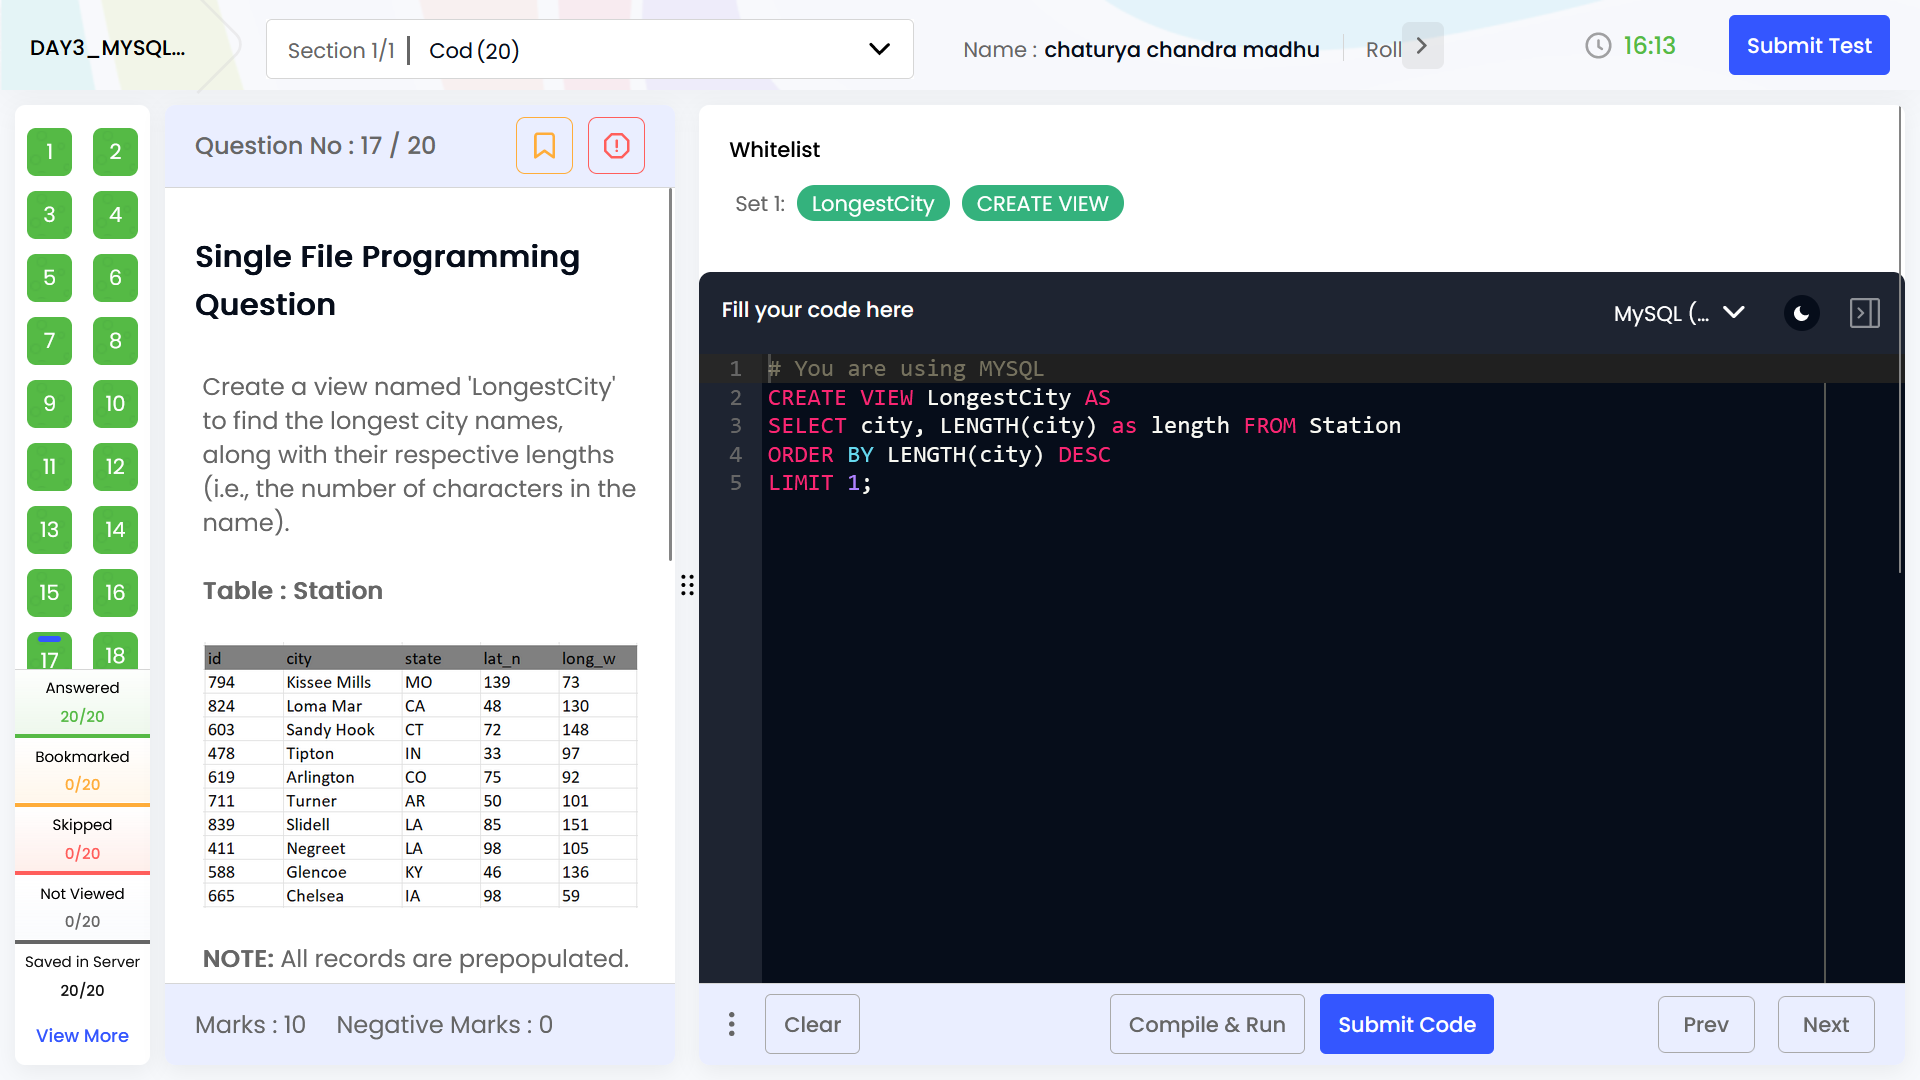 DAY3_MYSQL...
Section 1/1 | Cod (20)
Name : chaturya chandra madhu
Roll
16:13
Submit Test
1 2
3 4
5 6
7 8
9 10
11 12
13 14
15 16
17 18
Answered
20/20
Bookmarked
0/20
Skipped
0/20
Not Viewed
0/20
Saved in Server
20/20
View More
Question No : 17 / 20
Single File Programming
Question
Create a view named 'LongestCity'
to find the longest city names,
along with their respective lengths
(i.e., the number of characters in the
name).
Table : Station
id city state lat_n long_w
794 Kissee Mills MO 139 73
824 Loma Mar CA 48 130
603 Sandy Hook CT 72 148
478 Tipton IN 33 97
619 Arlington CO 75 92
711 Turner AR 50 101
839 Slidell LA 85 151
411 Negreet LA 98 105
588 Glencoe KY 46 136
665 Chelsea IA 98 59
NOTE: All records are prepopulated.
Marks : 10 Negative Marks : 0
Whitelist
Set 1: LongestCity CREATE VIEW
Fill your code here
MySQL (...
1 # You are using MYSQL
2 CREATE VIEW LongestCity AS
3 SELECT city, LENGTH(city) as length FROM Station
4 ORDER BY LENGTH(city) DESC
5 LIMIT 1;
Clear
Compile & Run
Submit Code
Prev
Next